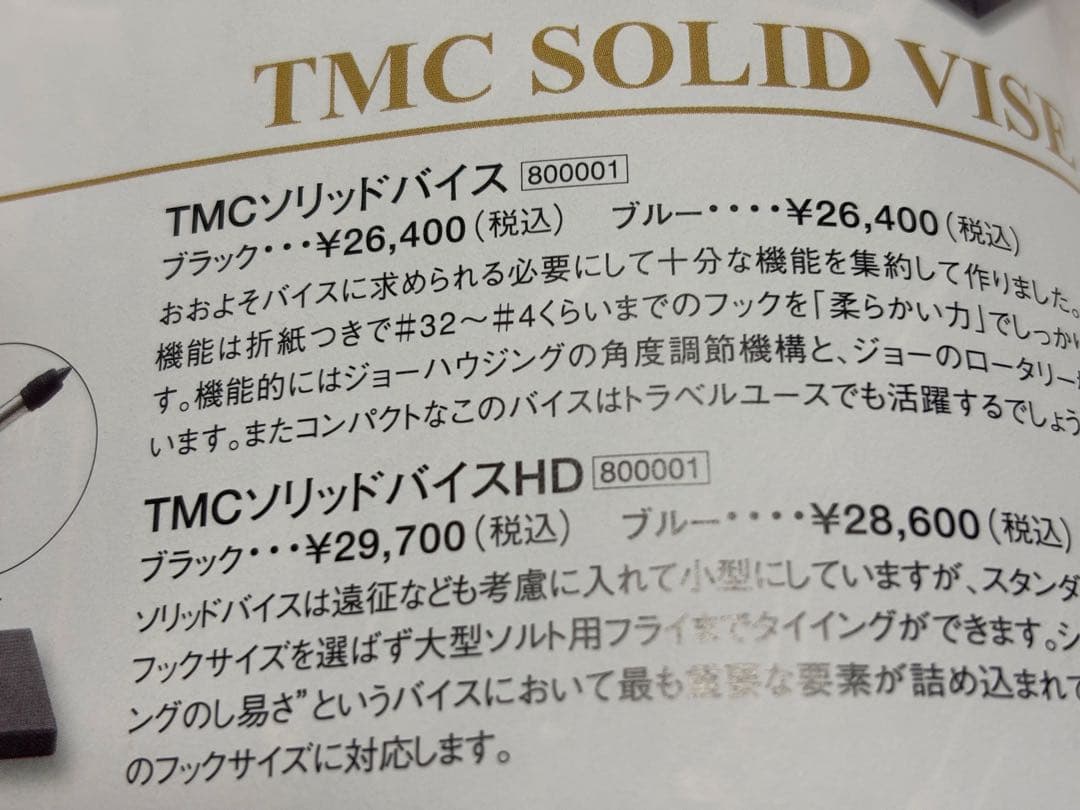 TMC SOLID VISE
TMCソリッドバイス 800001
ブラック・・・¥26,400(税込) ブルー・・・・¥26,400(税込)
おおよそバイスに求められる必要にして十分な機能を集約して作りました。
機能は折紙つきで#32～#4くらいまでのフックを「柔らかい力」でしっか
す。機能的にはジョーハウジングの角度調節機構と、ジョーのロータリー
います。またコンパクトなこのバイスはトラベルユースでも活躍するでしょう
TMCソリッドバイスHD 800001
ブラック・・・¥29,700(税込) ブルー・・・・¥28,600(税込)
ソリッドバイスは遠征なども考慮に入れて小型にしていますが、スタンダ
フックサイズを選ばず大型ソルト用フライまでタイイングができます。シ
ングのし易さ”というバイスにおいて最も重要な要素が詰め込まれて
のフックサイズに対応します。